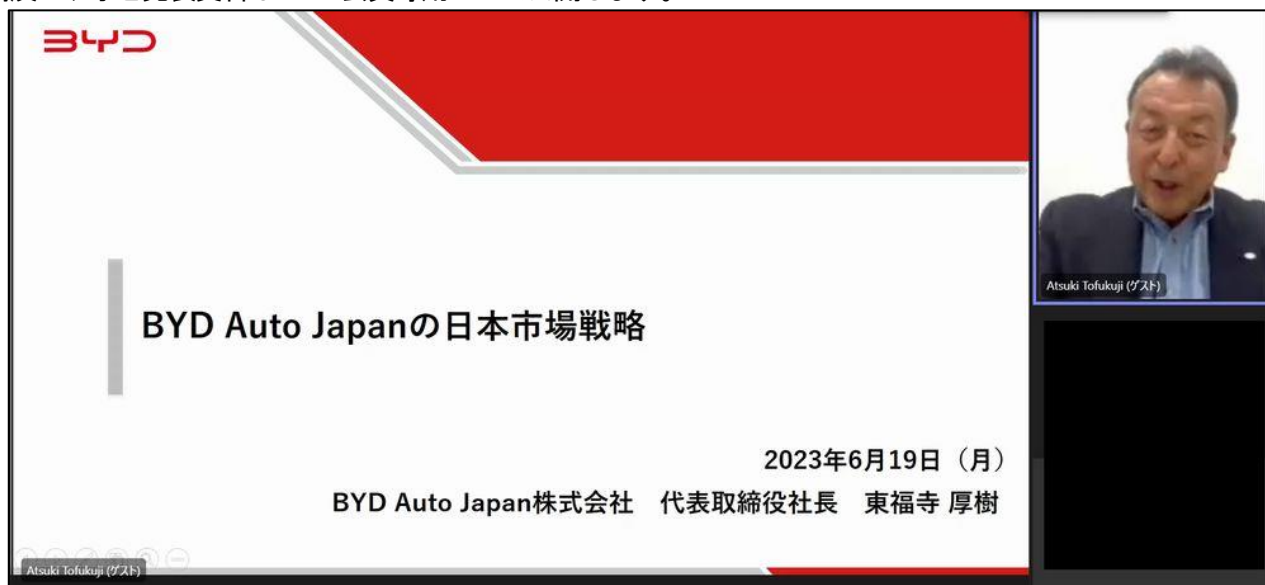 BYD
BYD Auto Japanの日本市場戦略
2023年6月19日（月）
BYD Auto Japan株式会社　代表取締役社長　東福寺 厚樹
Atsuki Tofukuji (ゲスト)
Atsuki Tofukuji (ゲスト)